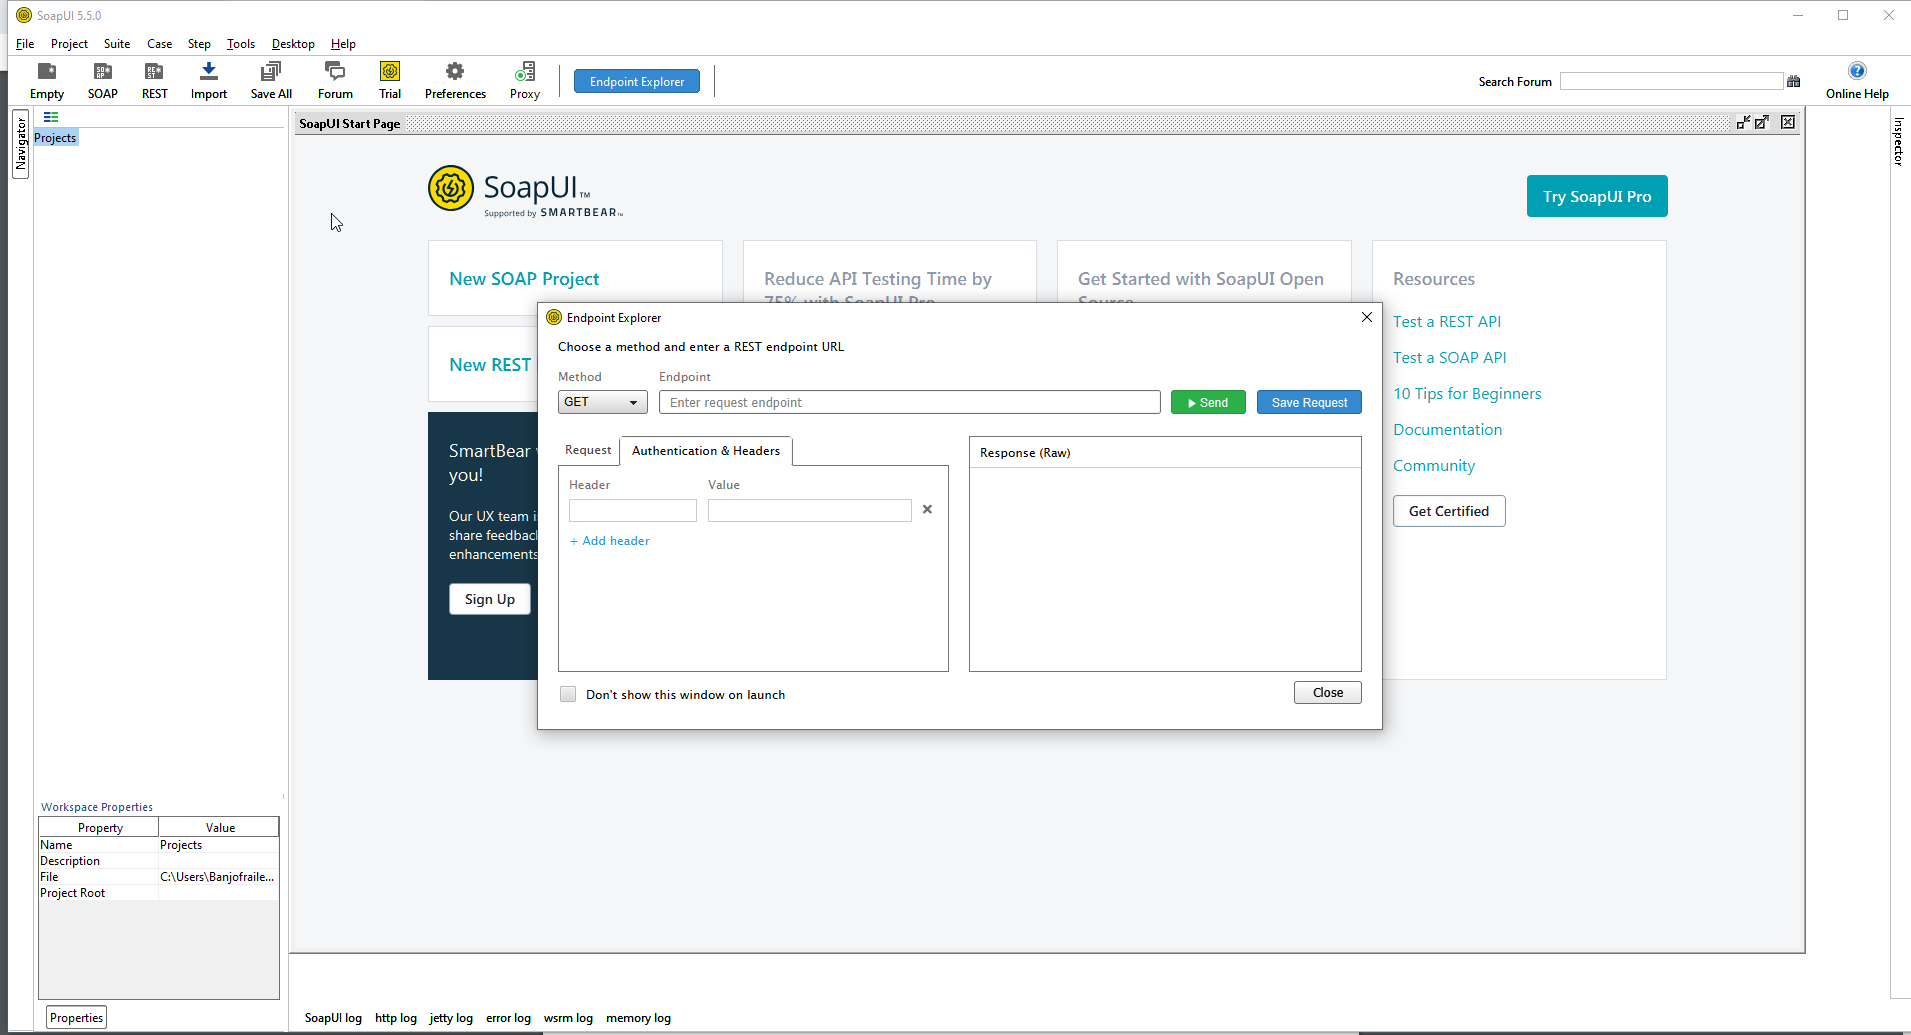 SoapUI 5.5.0
File Project Suite Case Step Tools Desktop Help
Empty SOAP REST Import Save All Forum Trial Preferences Proxy Endpoint Explorer Search Forum Online Help
Navigator
Projects
SoapUI Start Page
Inspector
SoapUI™
Supported by SMARTBEAR™
Try SoapUI Pro
New SOAP Project
Reduce API Testing Time by
75% with SoapUI Pro
Get Started with SoapUI Open
Source
Resources
Test a REST API
Test a SOAP API
10 Tips for Beginners
Documentation
Community
Get Certified
New REST
SmartBear
you!
Our UX team
share feedback
enhancements
Sign Up
Endpoint Explorer
Choose a method and enter a REST endpoint URL
Method Endpoint
GET Enter request endpoint Send Save Request
Request Authentication & Headers
Header Value
+ Add header
Response (Raw)
Don't show this window on launch
Close
Workspace Properties
Property Value
Name Projects
Description
File C:\Users\Banjofraile...
Project Root
Properties
SoapUI log http log jetty log error log wsrm log memory log